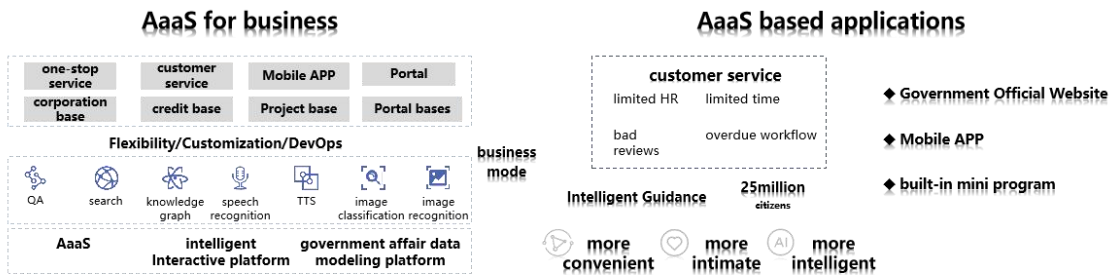 AaaS for business
one-stop
service
customer
service
Mobile APP
Portal
corporation
base
credit base
Project base
Portal bases
Flexibility/Customization/DevOps
QA
search
knowledge
graph
speech
recognition
TTS
image
classification
image
recognition
AaaS
intelligent
Interactive platform
government affair data
modeling platform
business
mode
AaaS based applications
customer service
limited HR
limited time
bad
reviews
overdue workflow
Intelligent Guidance
25million
citizens
more
convenient
more
intimate
AI
more
intelligent
◆ Government Official Website
◆ Mobile APP
◆ built-in mini program